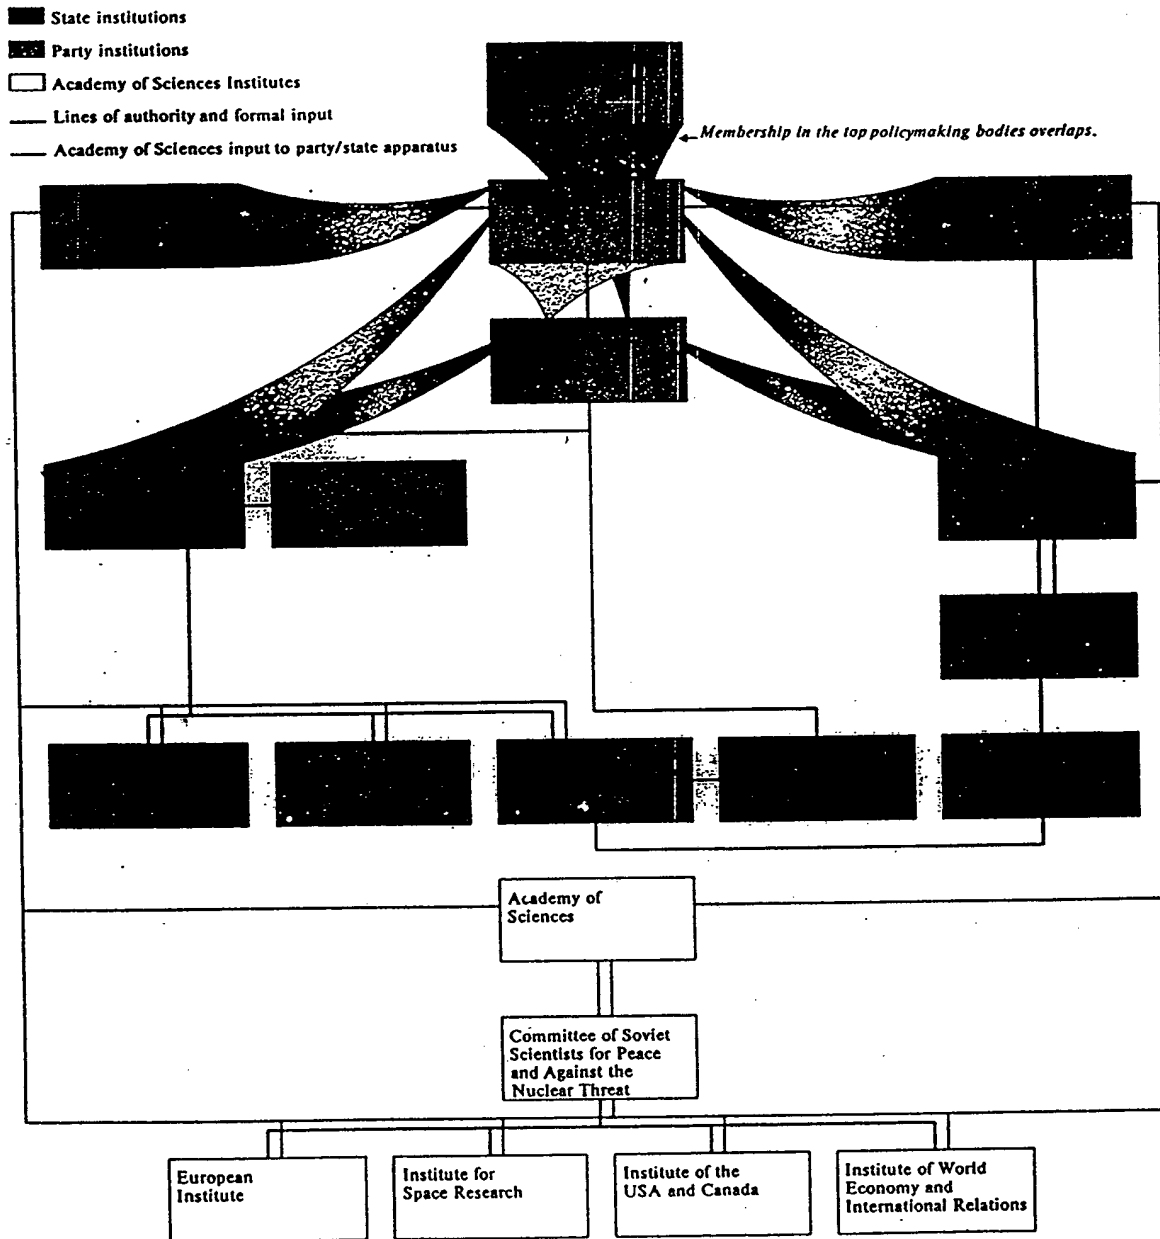 State institutions
Party institutions
Academy of Sciences Institutes
Lines of authority and formal input
Academy of Sciences input to party/state apparatus
Membership in the top policymaking bodies overlaps.
Academy of
Sciences
Committee of Soviet
Scientists for Peace
and Against the
Nuclear Threat
European
Institute
Institute for
Space Research
Institute of the
USA and Canada
Institute of World
Economy and
International Relations